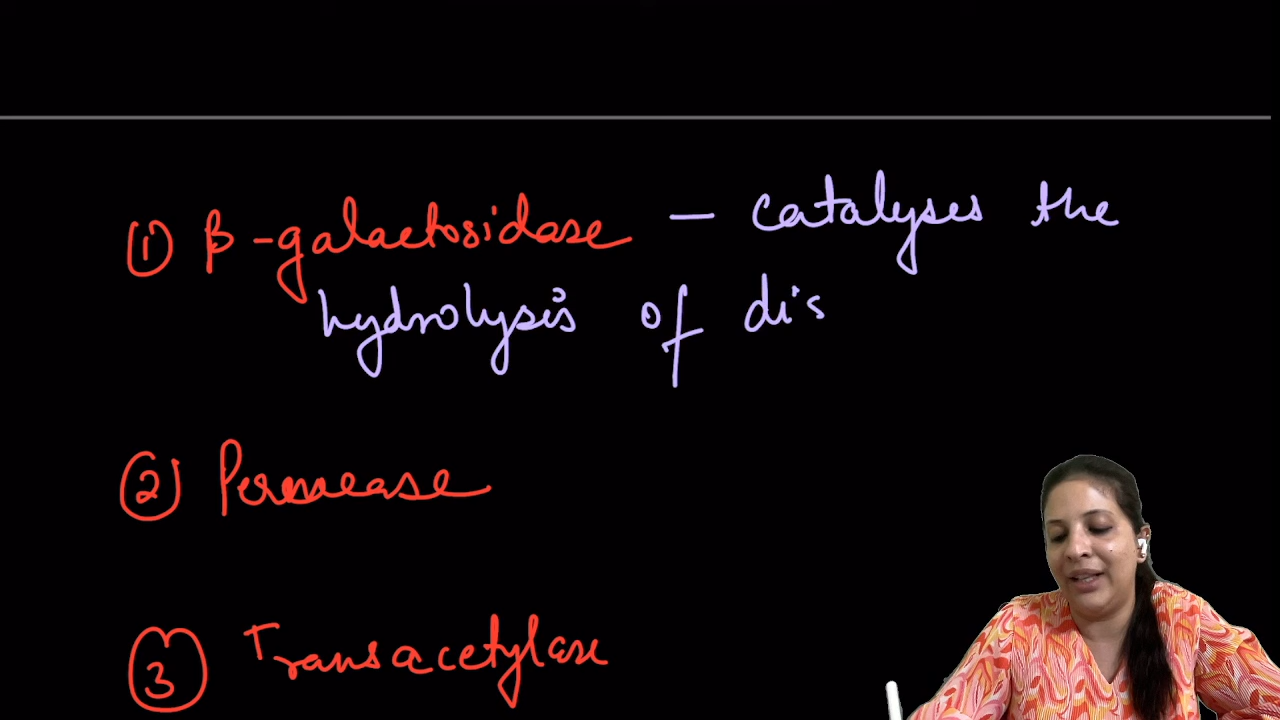 ① β-galactosidase — catalyses the
hydrolysis of dis
② Permease
③ Transacetylase